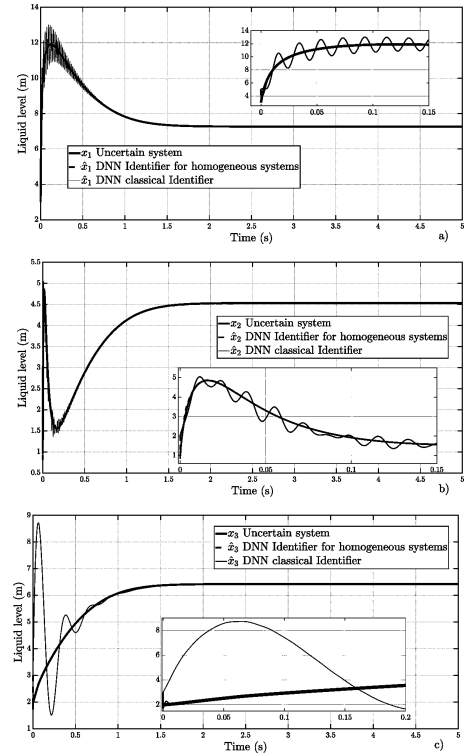 14
12
10
8
6
4
2
Liquid level (m)
14
12
10
8
6
4
0
0.05
0.1
0.15
x₁ Uncertain system
x̂₁ DNN Identifier for homogeneous systems
x̂₁ DNN classical Identifier
0 0.5 1 1.5 2 2.5 3 3.5 4 4.5 5
Time (s)
a)
5.5
5
4.5
4
3.5
3
2.5
2
1.5
1
0.5
Liquid level (m)
x₂ Uncertain system
x̂₂ DNN Identifier for homogeneous systems
x̂₂ DNN classical Identifier
5
4
3
2
1
0 0.05 0.1 0.15
0 0.5 1 1.5 2 2.5 3 3.5 4 4.5 5
Time (s)
b)
9
8
7
6
5
4
3
2
1
Liquid level (m)
x₃ Uncertain system
x̂₃ DNN Identifier for homogeneous systems
x̂₃ DNN classical Identifier
8
6
4
2
0 0.05 0.1 0.15 0.2
0 0.5 1 1.5 2 2.5 3 3.5 4 4.5 5
Time (s)
c)